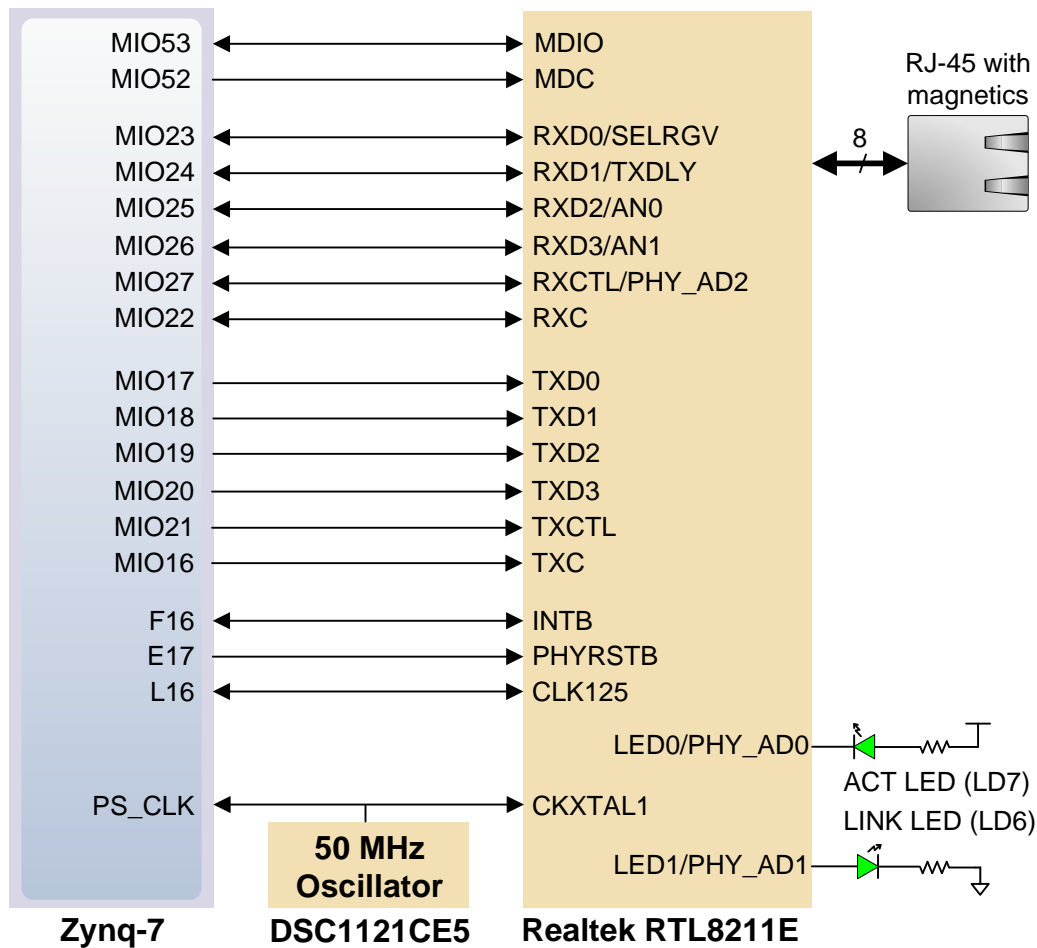 MIO53 MDIO
MIO52 MDC
RJ-45 with
magnetics
MIO23 RXD0/SELRGV
8
MIO24 RXD1/TXDLY
MIO25 RXD2/AN0
MIO26 RXD3/AN1
MIO27 RXCTL/PHY_AD2
MIO22 RXC
MIO17 TXD0
MIO18 TXD1
MIO19 TXD2
MIO20 TXD3
MIO21 TXCTL
MIO16 TXC
F16 INTB
E17 PHYRSTB
L16 CLK125
LED0/PHY_AD0
ACT LED (LD7)
PS_CLK CKXTAL1
LINK LED (LD6)
50 MHz
Oscillator
LED1/PHY_AD1
Zynq-7 DSC1121CE5 Realtek RTL8211E